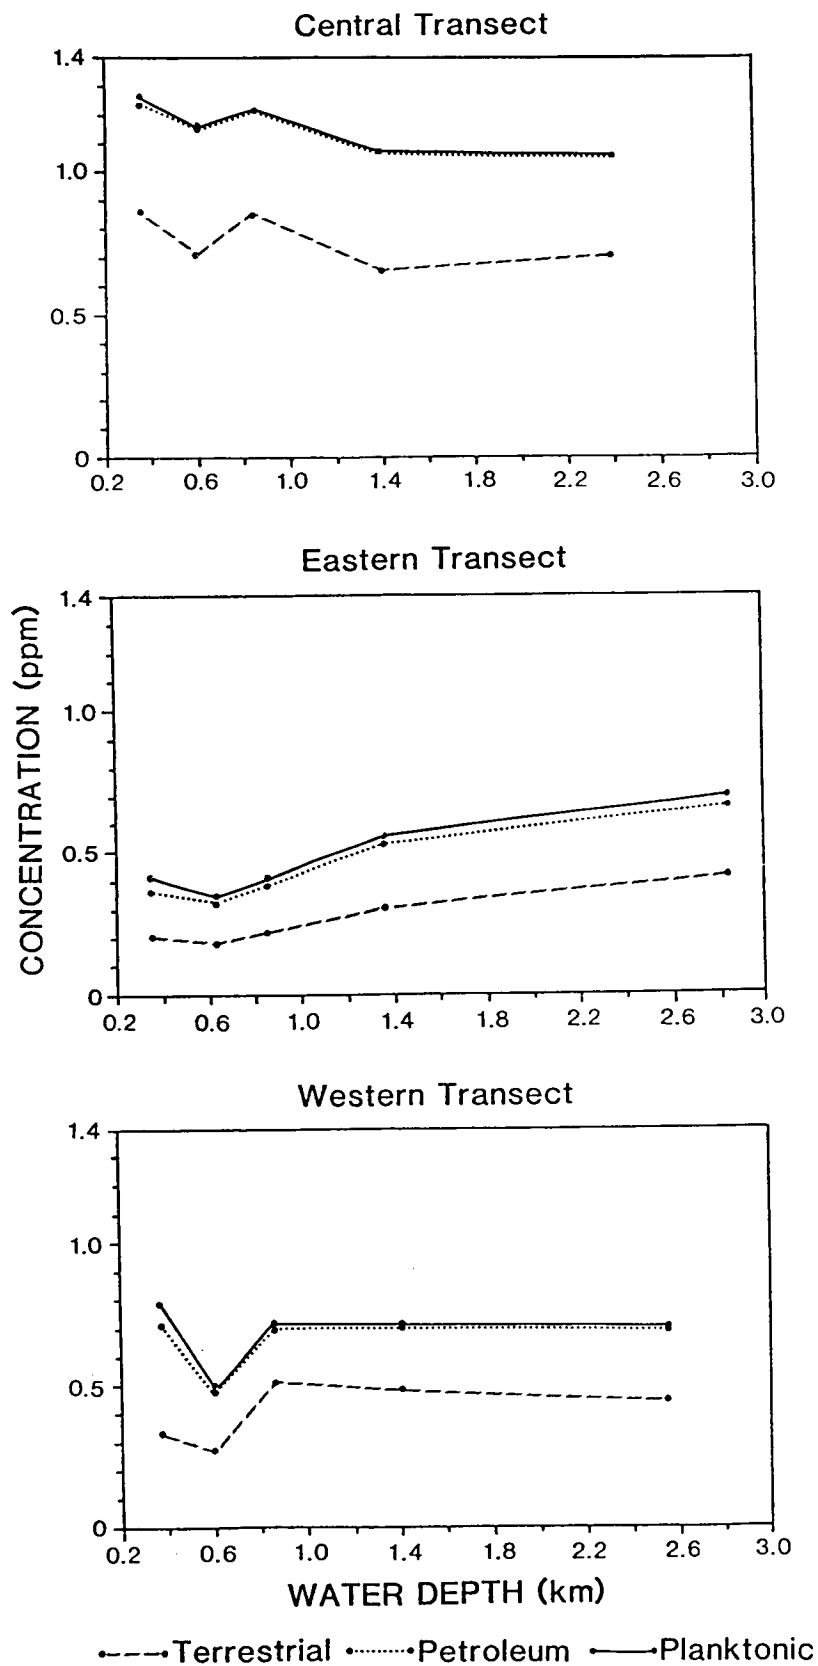 Central Transect
1.4
1.0
0.5
0
0.2 0.6 1.0 1.4 1.8 2.2 2.6 3.0
Eastern Transect
1.4
1.0
0.5
0
0.2 0.6 1.0 1.4 1.8 2.2 2.6 3.0
CONCENTRATION (ppm)
Western Transect
1.4
1.0
0.5
0
0.2 0.6 1.0 1.4 1.8 2.2 2.6 3.0
WATER DEPTH (km)
Terrestrial Petroleum Planktonic